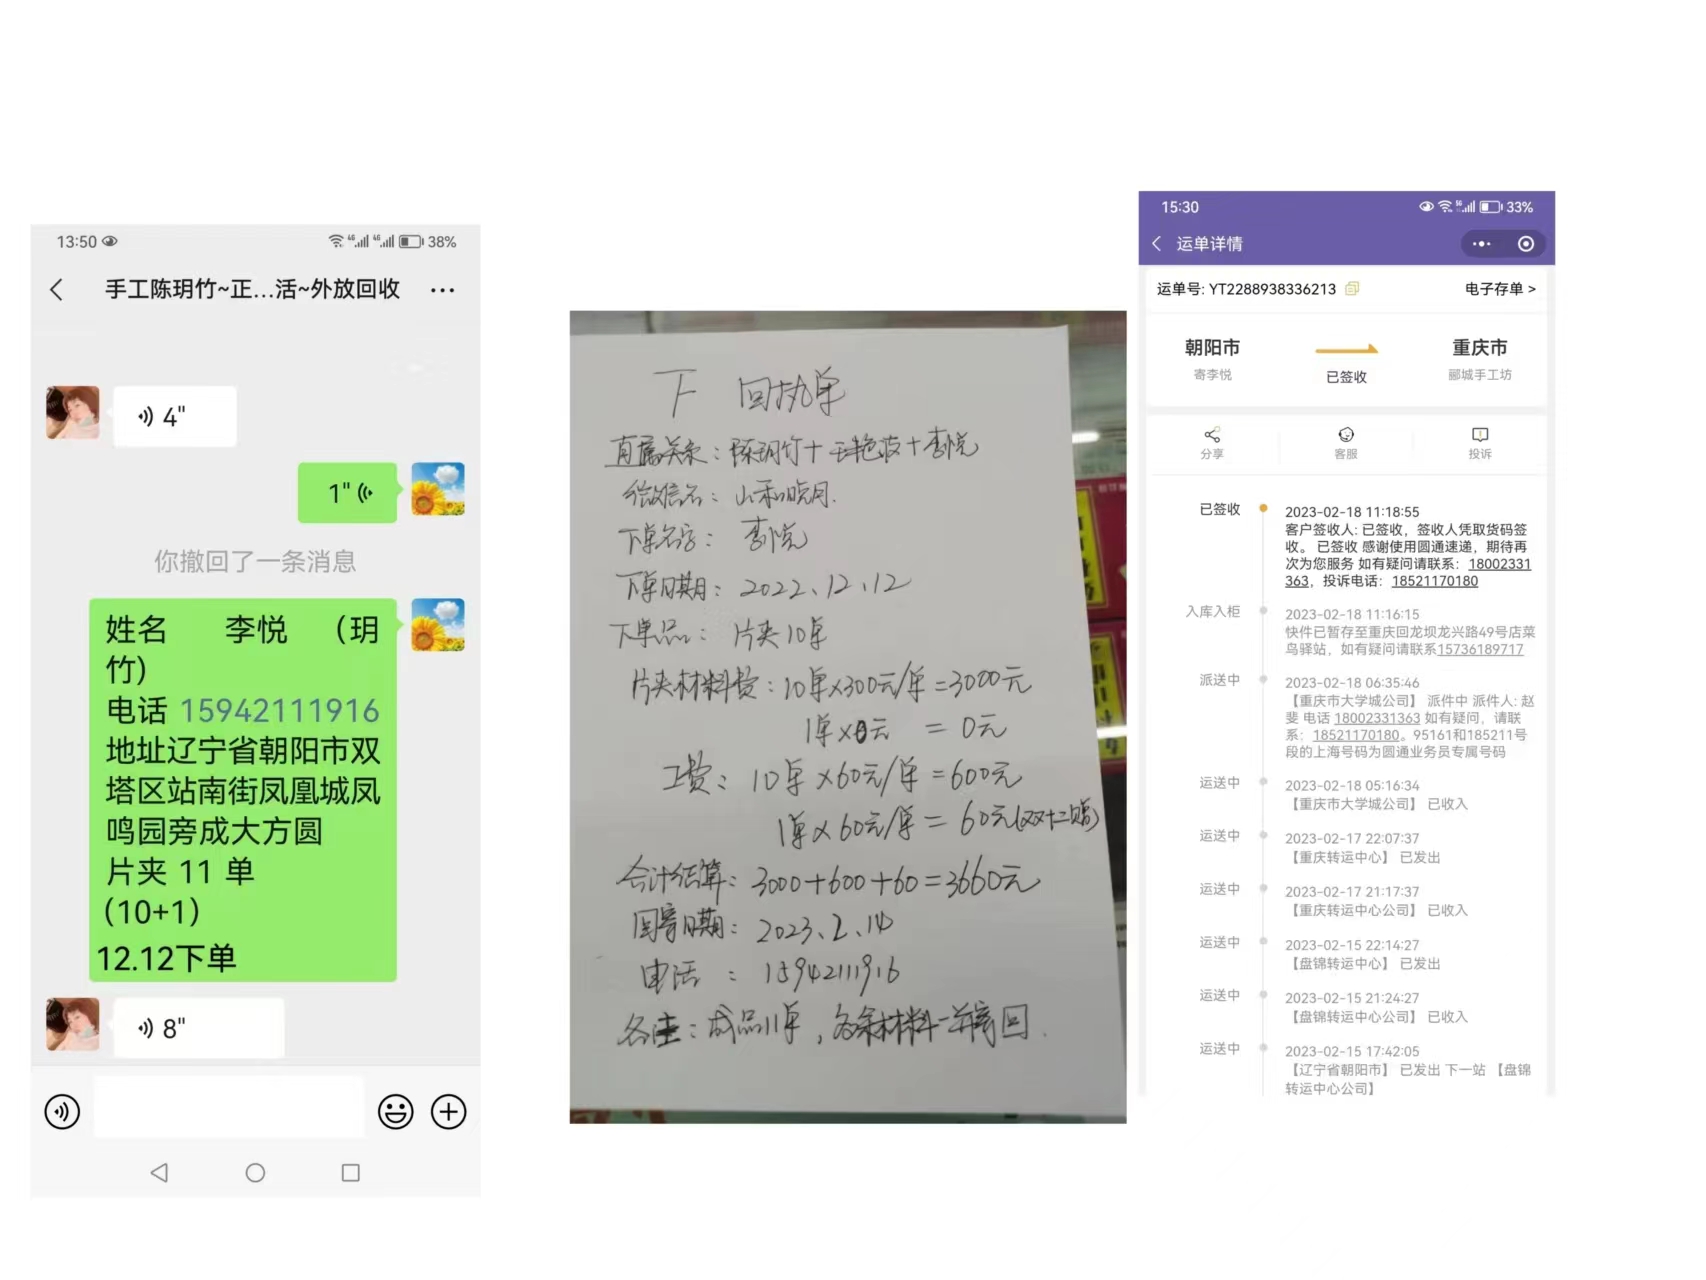 13:50
38%
手工陈玥竹~正...活~外放回收
4"
1"
你撤回了一条消息
姓名 李悦 （玥
竹）
电话 15942111916
地址辽宁省朝阳市双
塔区站南街凤凰城凤
鸣园旁成大方圆
片夹 11 单
（10+1）
12.12下单
8"
下 回执单
直属关系：陈玥竹+王艳波+李悦
微信名：山和晓月.
下单名字：李悦
下单日期：2022、12、12
下单品：片夹10单
片夹材料费：10单×300元/单=3000元
1单×0元 = 0元
工费：10单×60元/单=600元
1单×60元/单= 60元(双十二赠)
合计结算：3000+600+60=3660元
回寄日期：2023、2、14
电话 ：15942111916
备注：成品11单，多余材料一并寄回.
15:30
33%
运单详情
运单号: YT2288938336213
电子存单 >
朝阳市
重庆市
寄李悦
已签收
郦城手工坊
分享
客服
投诉
已签收
2023-02-18 11:18:55
客户签收人: 已签收，签收人凭取货码签
收。 已签收 感谢使用圆通速递，期待再
次为您服务 如有疑问请联系：18002331
363，投诉电话：18521170180
入库入柜
2023-02-18 11:16:15
快件已暂存至重庆回龙坝龙兴路49号店菜
鸟驿站，如有疑问请联系15736189717
派送中
2023-02-18 06:35:46
【重庆市大学城公司】 派件中 派件人: 赵
斐 电话 18002331363 如有疑问，请联
系：18521170180。95161和185211号
段的上海号码为圆通业务员专属号码
运送中
2023-02-18 05:16:34
【重庆市大学城公司】 已收入
运送中
2023-02-17 22:07:37
【重庆转运中心】 已发出
运送中
2023-02-17 21:17:37
【重庆转运中心公司】 已收入
运送中
2023-02-15 22:14:27
【盘锦转运中心】 已发出
运送中
2023-02-15 21:24:27
【盘锦转运中心公司】 已收入
运送中
2023-02-15 17:42:05
【辽宁省朝阳市】 已发出 下一站 【盘锦
转运中心公司】